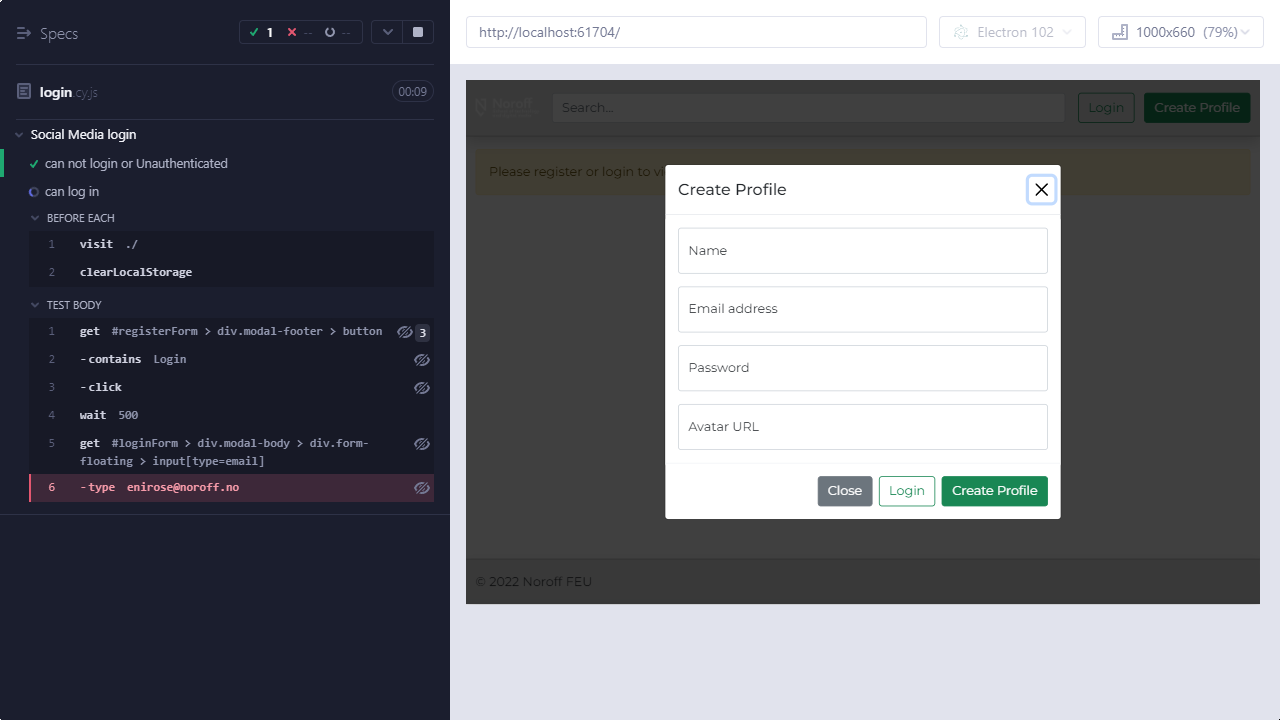 Specs
1
--
--
login.cy.js
00:09
Social Media login
can not login or Unauthenticated
can log in
BEFORE EACH
1 visit ./
2 clearLocalStorage
TEST BODY
1 get #registerForm > div.modal-footer > button 3
2 -contains Login
3 -click
4 wait 500
5 get #loginForm > div.modal-body > div.form-
floating > input[type=email]
6 -type enirose@noroff.no
http://localhost:61704/
Electron 102
1000x660 (79%)
Noroff
Search...
Login
Create Profile
Please register or login to vi
Create Profile
Name
Email address
Password
Avatar URL
Close
Login
Create Profile
© 2022 Noroff FEU